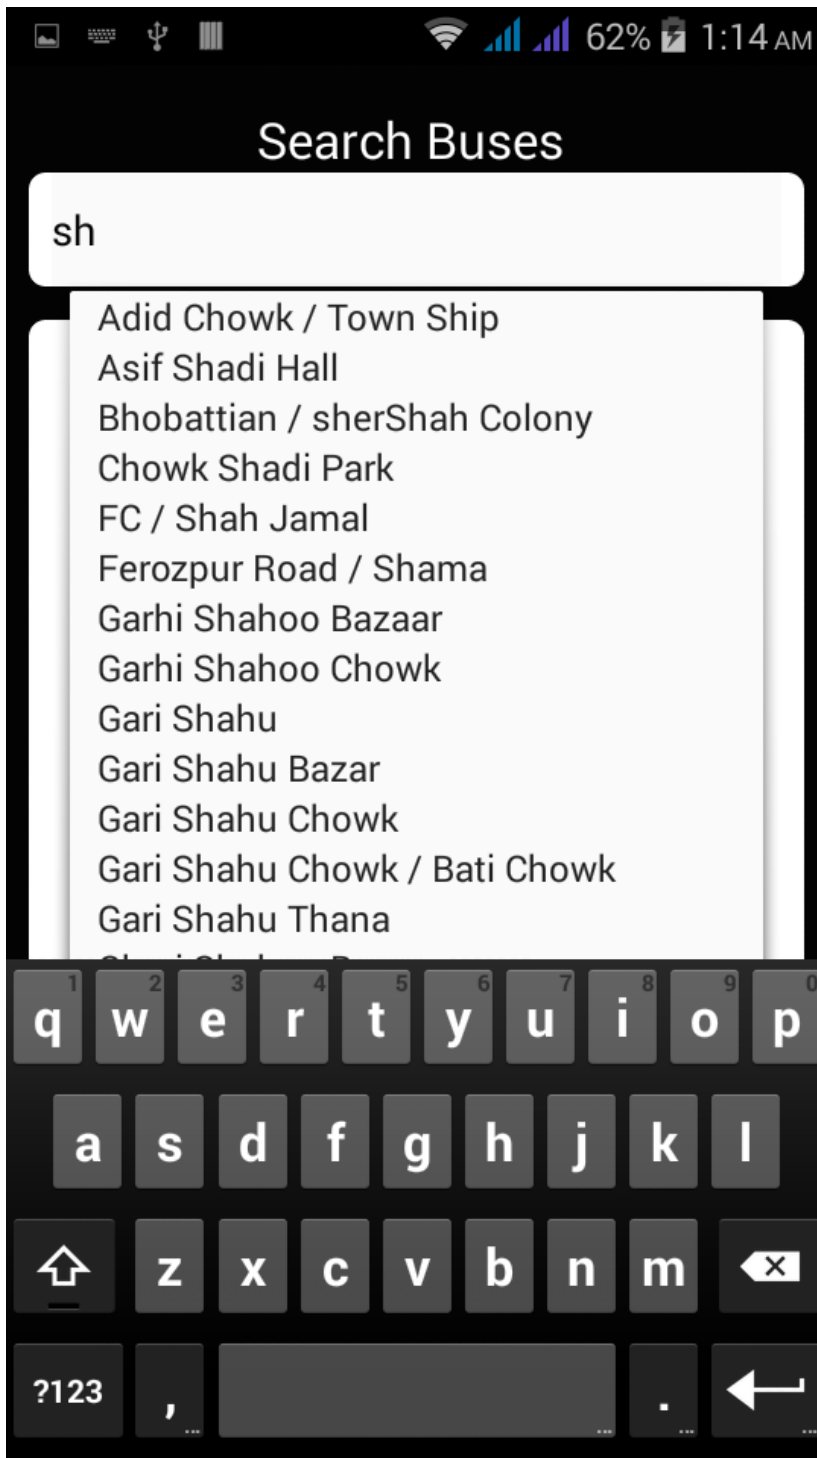 62% 1:14 AM
Search Buses
sh
Adid Chowk / Town Ship
Asif Shadi Hall
Bhobattian / sherShah Colony
Chowk Shadi Park
FC / Shah Jamal
Ferozpur Road / Shama
Garhi Shahoo Bazaar
Garhi Shahoo Chowk
Gari Shahu
Gari Shahu Bazar
Gari Shahu Chowk
Gari Shahu Chowk / Bati Chowk
Gari Shahu Thana
1 2 3 4 5 6 7 8 9 0
q w e r t y u i o p
a s d f g h j k l
z x c v b n m
?123 , .